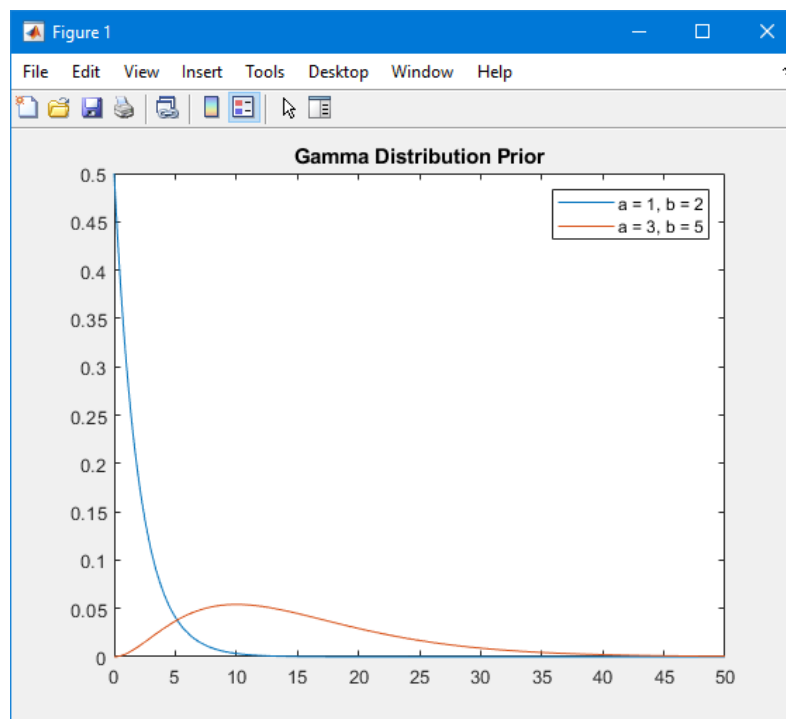 Figure 1
File Edit View Insert Tools Desktop Window Help
Gamma Distribution Prior
0.5
0.45
0.4
0.35
0.3
0.25
0.2
0.15
0.1
0.05
0
a = 1, b = 2
a = 3, b = 5
0 5 10 15 20 25 30 35 40 45 50